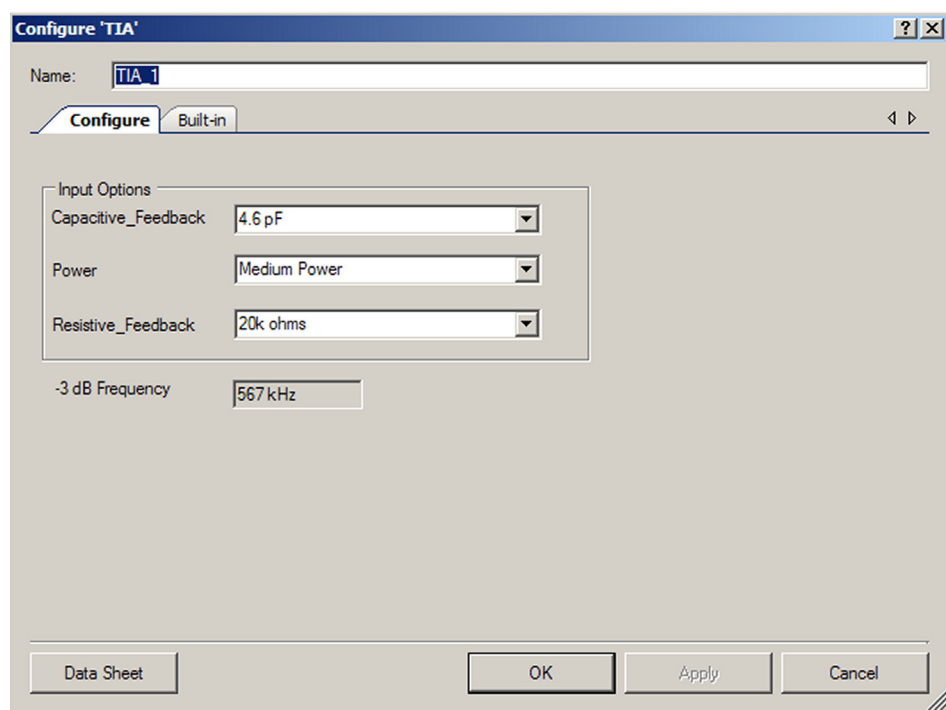 Configure 'TIA'
Name: TIA_1
Configure Built-in
Input Options
Capacitive_Feedback 4.6 pF
Power Medium Power
Resistive_Feedback 20k ohms
-3 dB Frequency 567 kHz
Data Sheet OK Apply Cancel